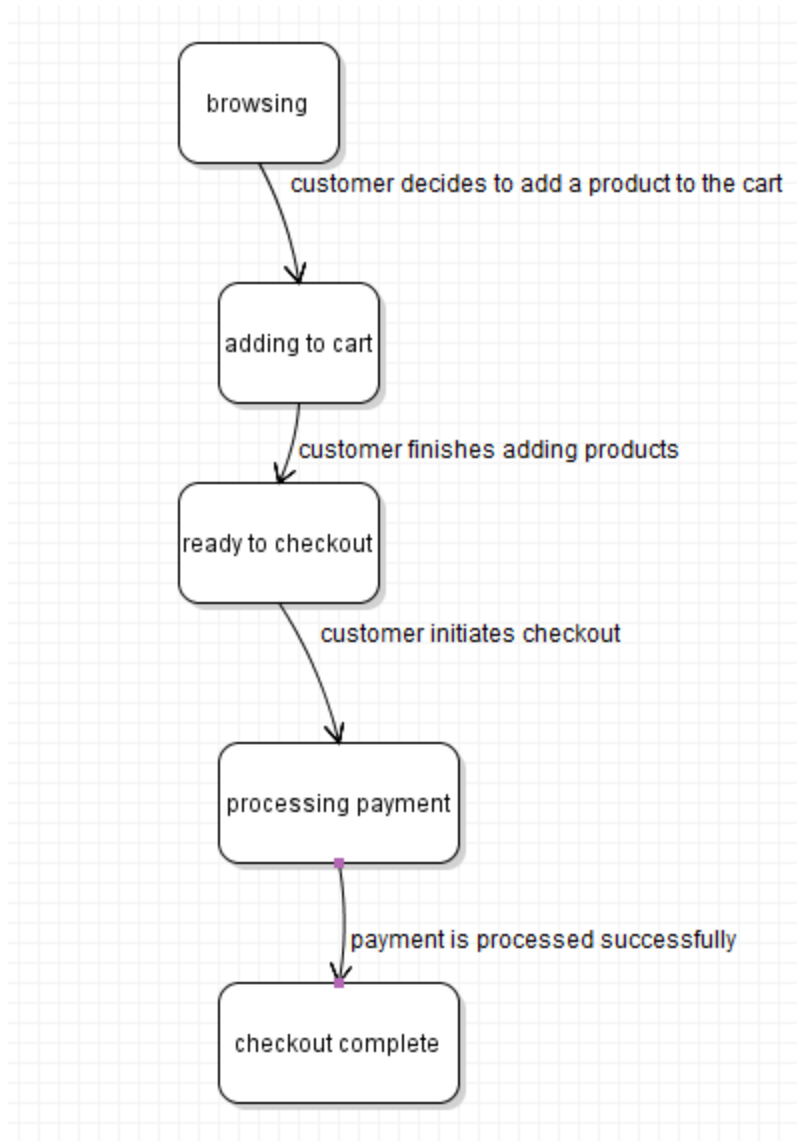 browsing
customer decides to add a product to the cart
adding to cart
customer finishes adding products
ready to checkout
customer initiates checkout
processing payment
payment is processed successfully
checkout complete